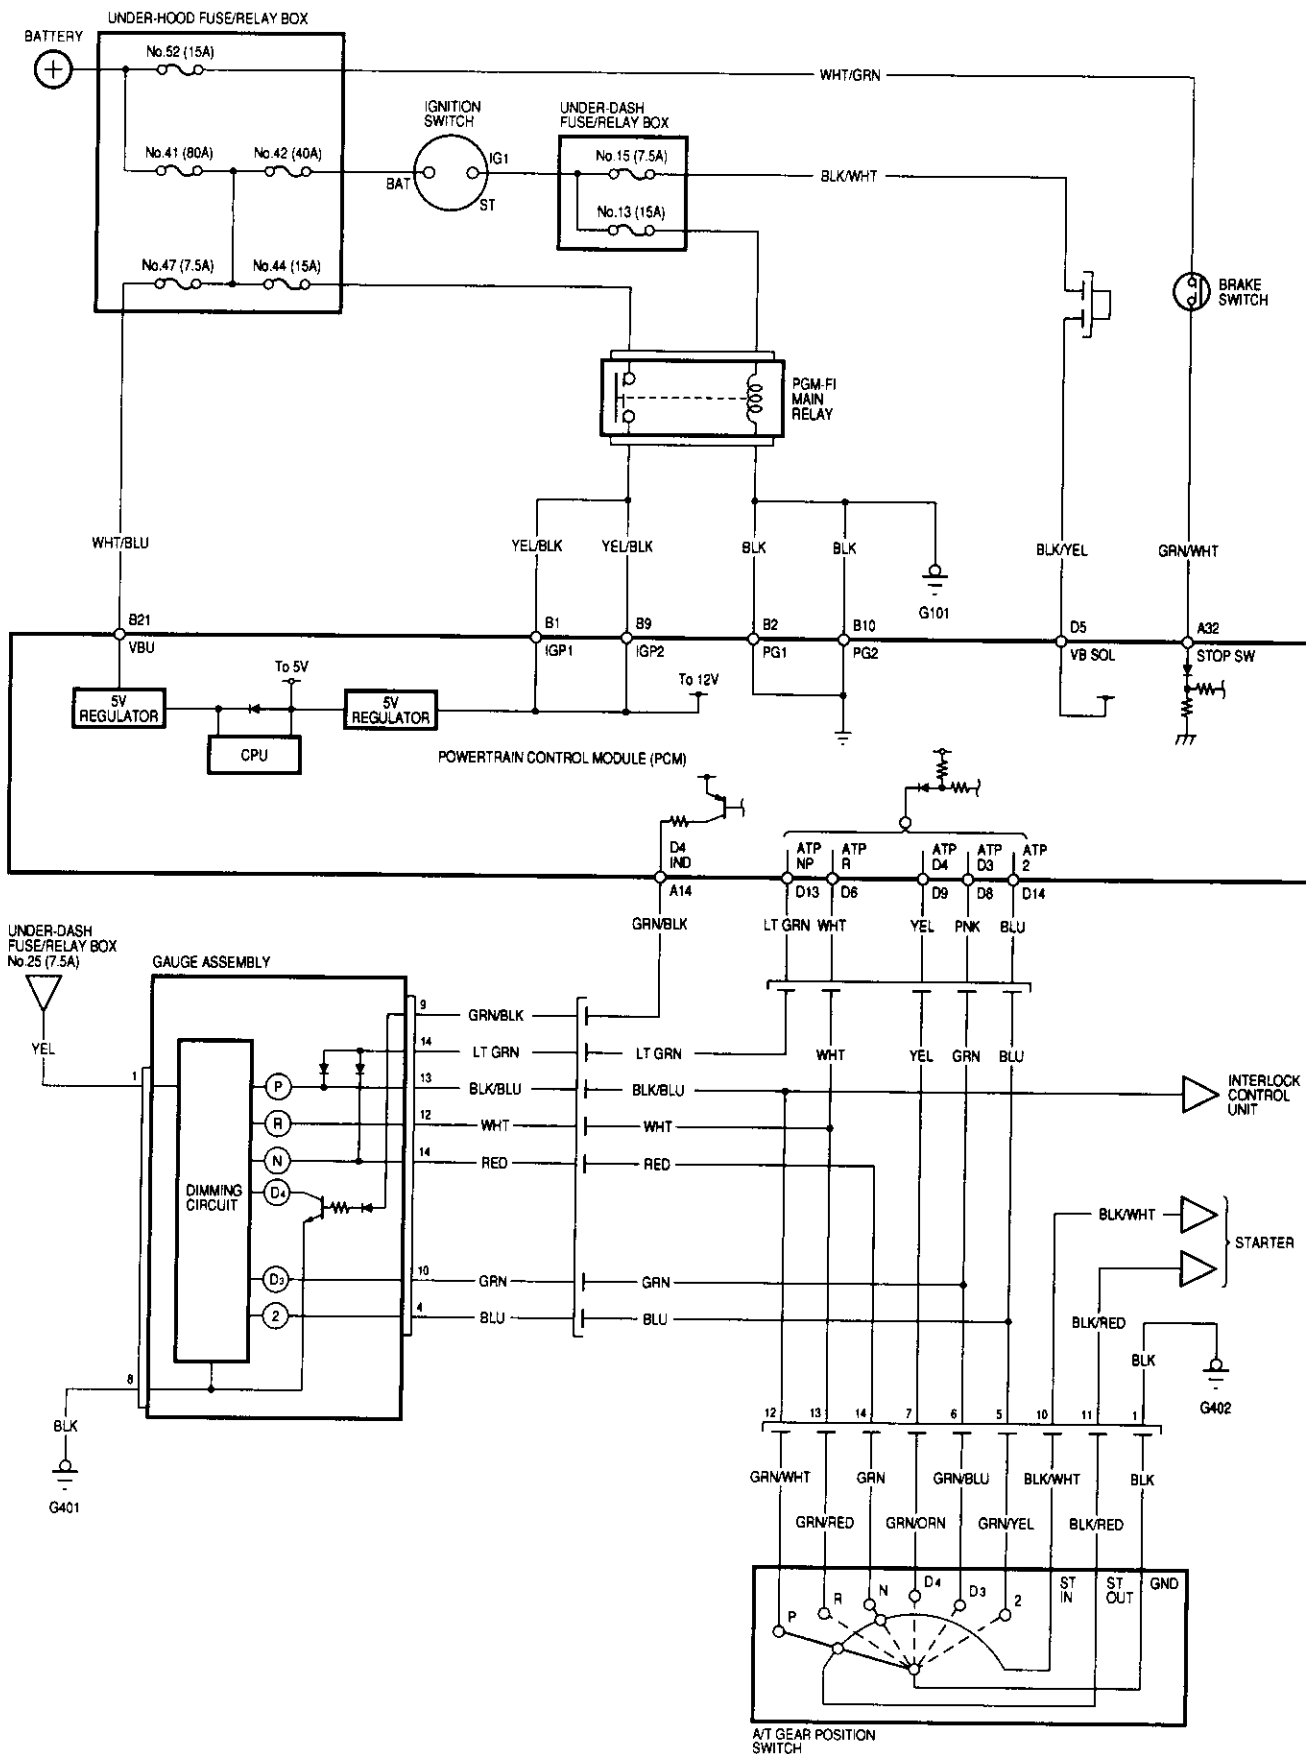 UNDER-HOOD FUSE/RELAY BOX
BATTERY
No.52 (15A)
WHT/GRN
IGNITION
SWITCH
UNDER-DASH
FUSE/RELAY BOX
No.41 (80A)
No.42 (40A)
BAT
IG1
ST
No.15 (7.5A)
BLK/WHT
No.13 (15A)
No.47 (7.5A)
No.44 (15A)
BRAKE
SWITCH
PGM-FI
MAIN
RELAY
WHT/BLU
YEL/BLK
YEL/BLK
BLK
BLK
BLK/YEL
GRN/WHT
G101
B21
VBU
B1
IGP1
B9
IGP2
B2
PG1
B10
PG2
D5
VB SOL
A32
STOP SW
To 5V
To 12V
5V
REGULATOR
5V
REGULATOR
CPU
POWERTRAIN CONTROL MODULE (PCM)
D4
IND
ATP
NP
ATP
R
ATP
D4
ATP
D3
ATP
2
A14
D13
D6
D9
D8
D14
GRN/BLK
LT GRN
WHT
YEL
PNK
BLU
UNDER-DASH
FUSE/RELAY BOX
No.25 (7.5A)
GAUGE ASSEMBLY
YEL
9
GRN/BLK
14
LT GRN
LT GRN
WHT
YEL
GRN
BLU
1
P
13
BLK/BLU
BLK/BLU
INTERLOCK
CONTROL
UNIT
R
12
WHT
WHT
N
14
RED
RED
DIMMING
CIRCUIT
D4
BLK/WHT
STARTER
D3
10
GRN
GRN
2
4
BLU
BLU
BLK/RED
BLK
8
BLK
G401
G402
12
13
14
7
6
5
10
11
1
GRN/WHT
GRN
GRN/BLU
BLK/WHT
BLK
GRN/RED
GRN/ORN
GRN/YEL
BLK/RED
P
R
N
D4
D3
2
ST
IN
ST
OUT
GND
A/T GEAR POSITION
SWITCH